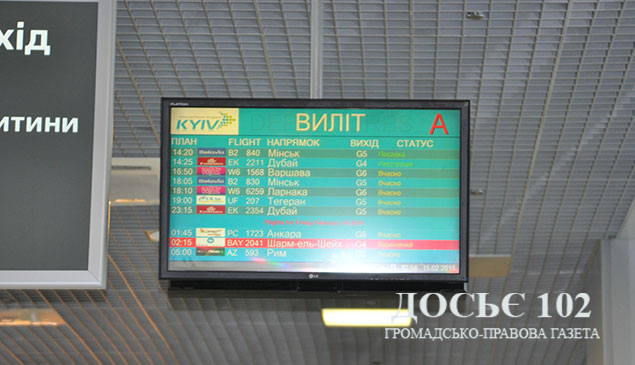 хід
итини
KYIV
ВИЛІТ
A
ПЛАН FLIGHT НАПРЯМОК ВИХІД СТАТУС
14:20 B2 840 Мінськ G5 Посадка
14:25 EK 2211 Дубай G4 Реєстрація
16:50 W6 1568 Варшава G6 Вчасно
18:05 B2 830 Мінськ G5 Вчасно
18:10 W6 6259 Ларнака G6 Вчасно
19:00 UF 207 Тегеран G5 Вчасно
23:15 EK 2354 Дубай G5 Вчасно
01:45 PC 1723 Анкара G5 Вчасно
02:15 BAY 2041 Шарм-ель-Шейх
05:00 AZ 593 Рим Вчасно
LG
ДОСЬЄ 102
ГРОМАДСЬКО-ПРАВОВА ГАЗЕТА